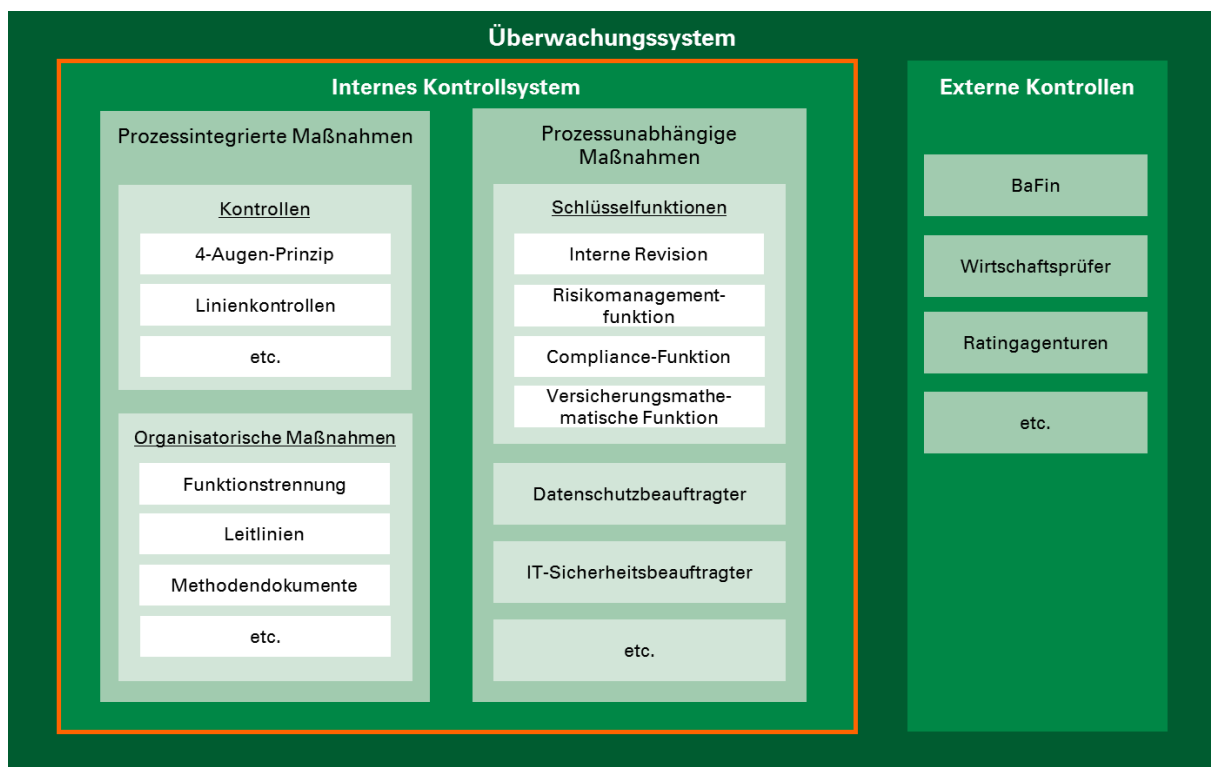 Überwachungssystem
Internes Kontrollsystem
Prozessintegrierte Maßnahmen
Kontrollen
4-Augen-Prinzip
Linienkontrollen
etc.
Organisatorische Maßnahmen
Funktionstrennung
Leitlinien
Methodendokumente
etc.
Prozessunabhängige
Maßnahmen
Schlüsselfunktionen
Interne Revision
Risikomanagement-
funktion
Compliance-Funktion
Versicherungsmathe-
matische Funktion
Datenschutzbeauftragter
IT-Sicherheitsbeauftragter
etc.
Externe Kontrollen
BaFin
Wirtschaftsprüfer
Ratingagenturen
etc.